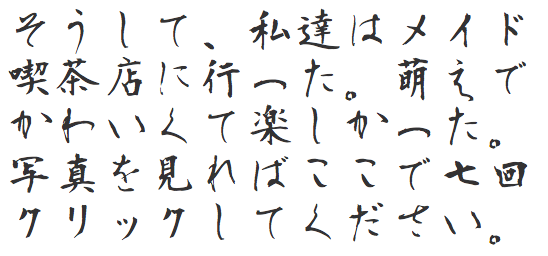 そうして、私達はメイド
喫茶店に行った。萌えで
かわいくて楽しかった。
写真を見ればここで七回
クリックしてください。